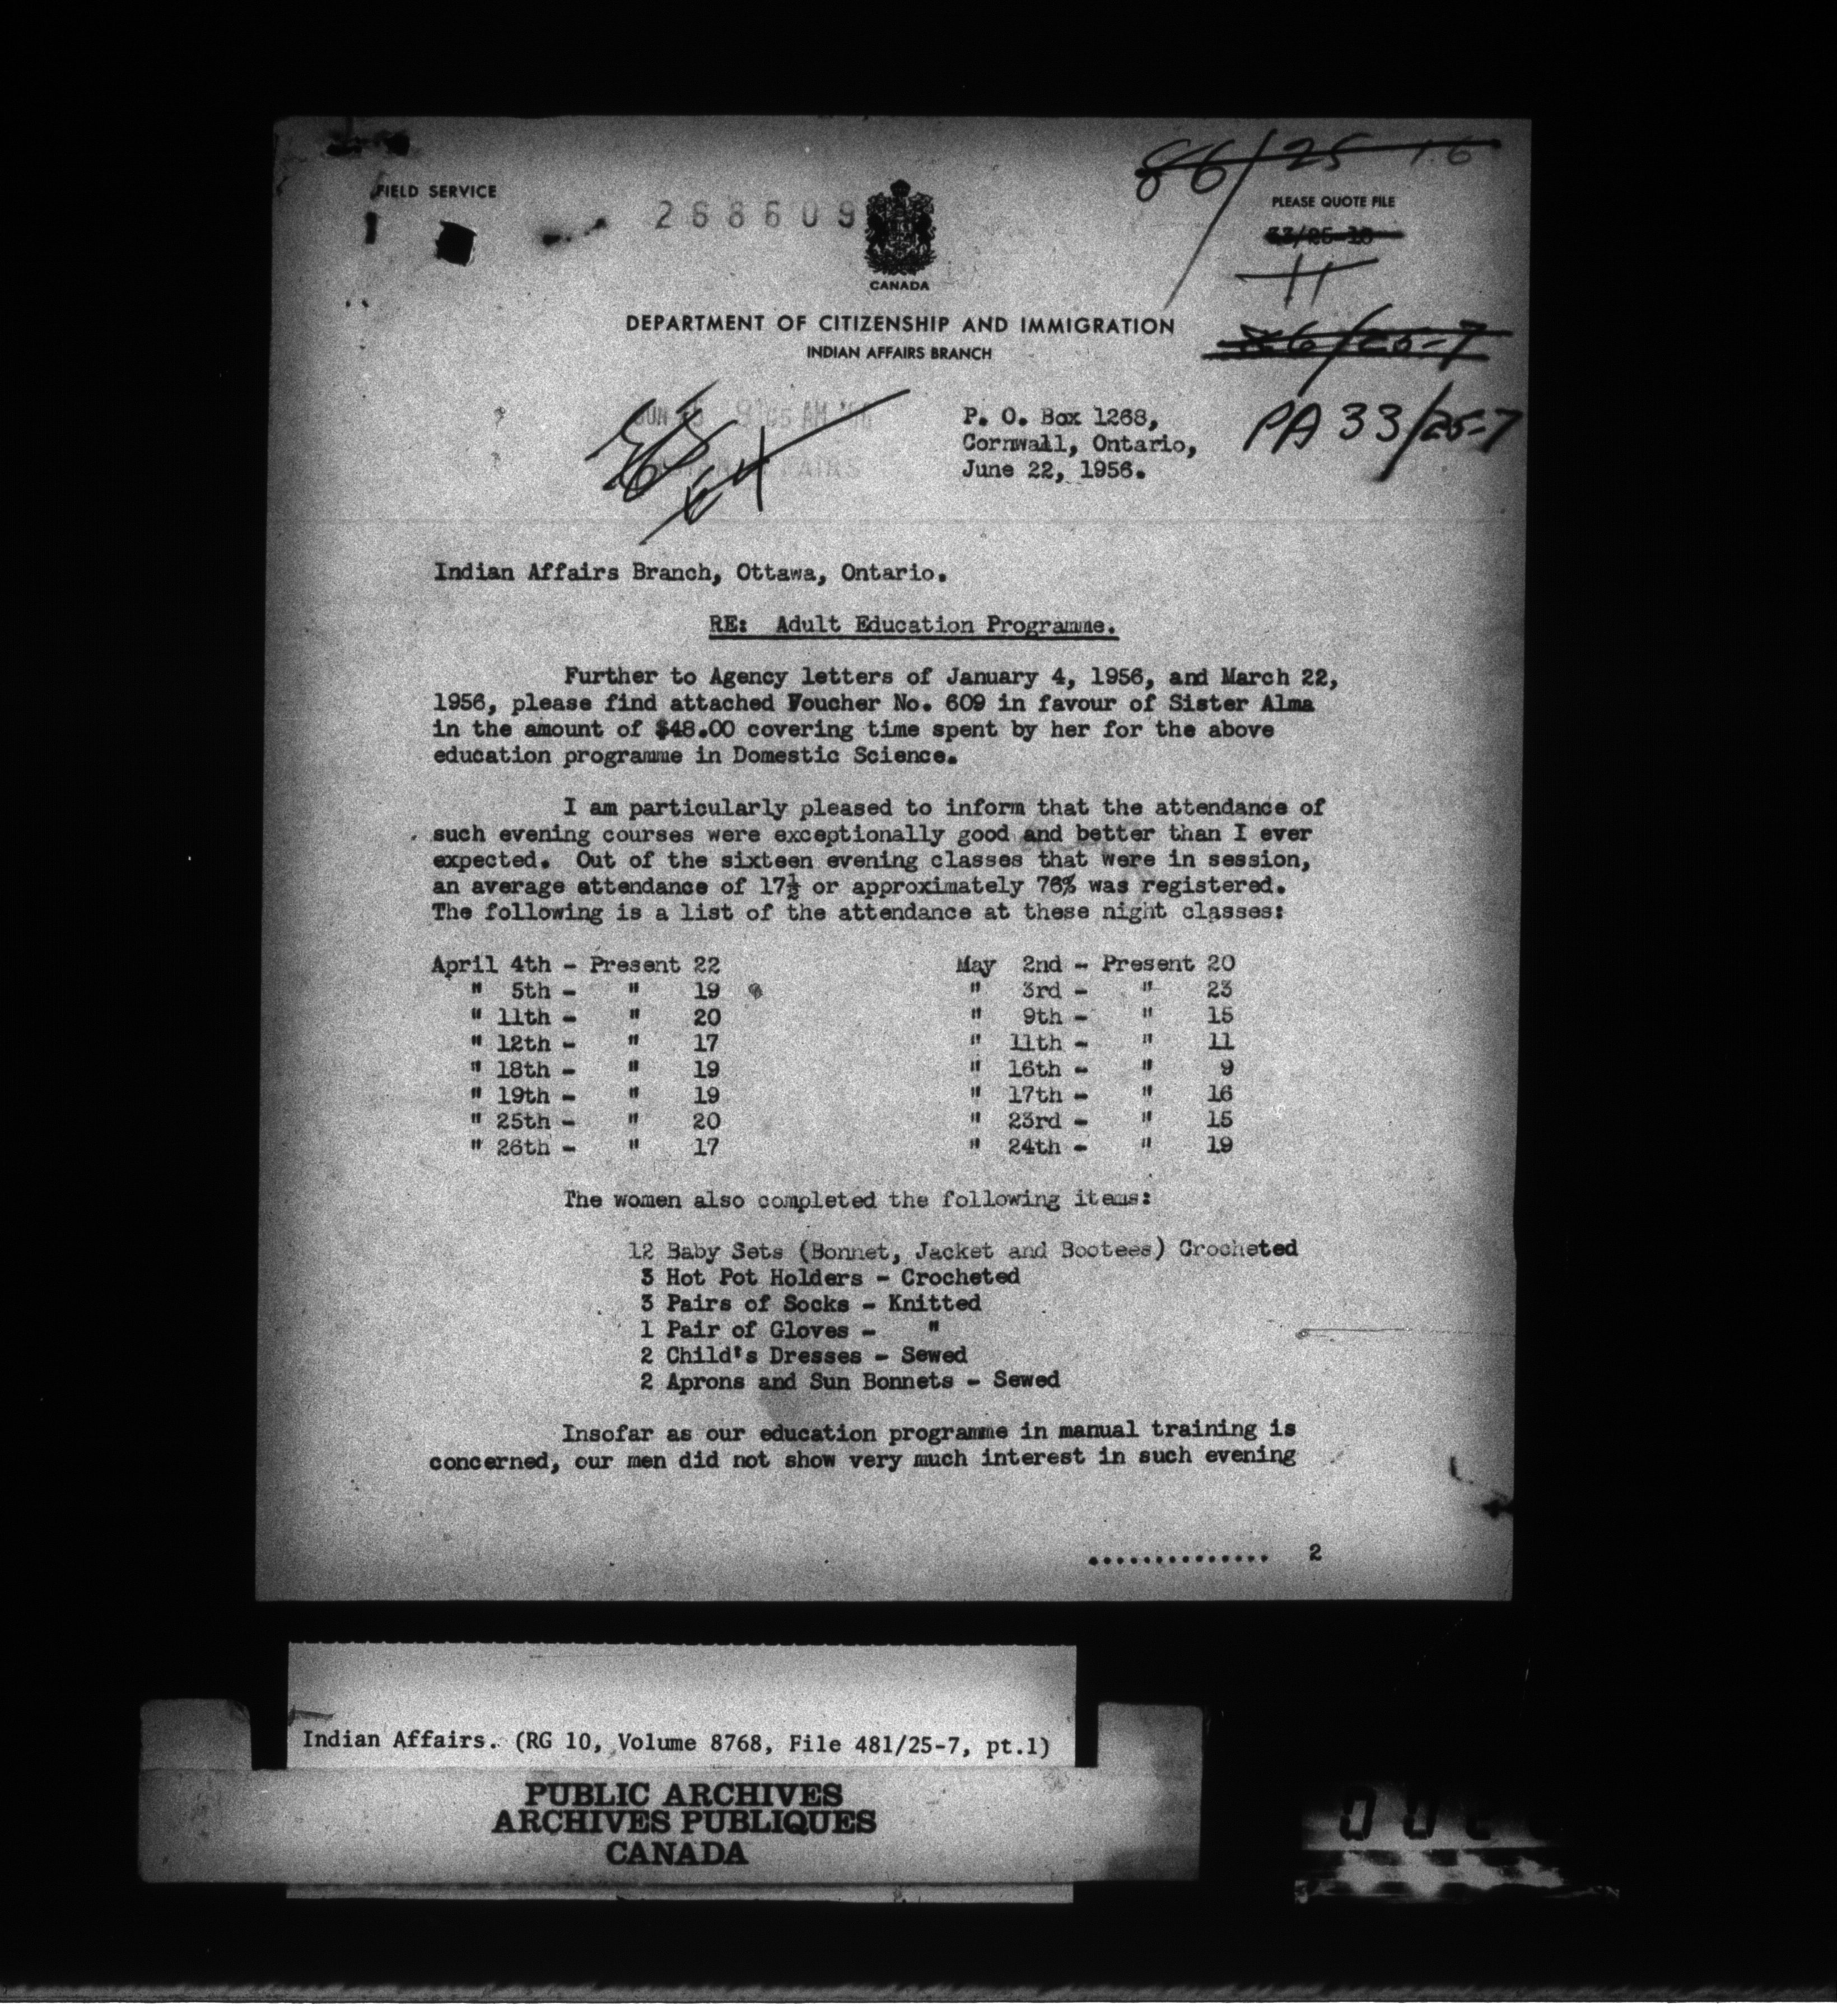 86/25
FIELD SERVICE
268609
PLEASE QUOTE FILE
CANADA
DEPARTMENT OF CITIZENSHIP AND IMMIGRATION
INDIAN AFFAIRS BRANCH
86/25-7
PA 33/25-7
P. O. Box 1268,
Cornwall, Ontario,
June 22, 1956.
Indian Affairs Branch, Ottawa, Ontario.
RE: Adult Education Programme.
Further to Agency letters of January 4, 1956, and March 22,
1956, please find attached Voucher No. 609 in favour of Sister Alma
in the amount of $48.00 covering time spent by her for the above
education programme in Domestic Science.
I am particularly pleased to inform that the attendance of
such evening courses were exceptionally good and better than I ever
expected. Out of the sixteen evening classes that were in session,
an average attendance of 17½ or approximately 76% was registered.
The following is a list of the attendance at these night classes:
April 4th - Present 22 May 2nd - Present 20
" 5th - " 19 " 3rd - " 23
" 11th - " 20 " 9th - " 15
" 12th - " 17 " 11th - " 11
" 18th - " 19 " 16th - " 9
" 19th - " 19 " 17th - " 16
" 25th - " 20 " 23rd - " 15
" 26th - " 17 " 24th - " 19
The women also completed the following items:
12 Baby Sets (Bonnet, Jacket and Bootees) Crocheted
3 Hot Pot Holders - Crocheted
3 Pairs of Socks - Knitted
1 Pair of Gloves - "
2 Child's Dresses - Sewed
2 Aprons and Sun Bonnets - Sewed
Insofar as our education programme in manual training is
concerned, our men did not show very much interest in such evening
.............. 2
Indian Affairs. (RG 10, Volume 8768, File 481/25-7, pt.1)
PUBLIC ARCHIVES
ARCHIVES PUBLIQUES
CANADA